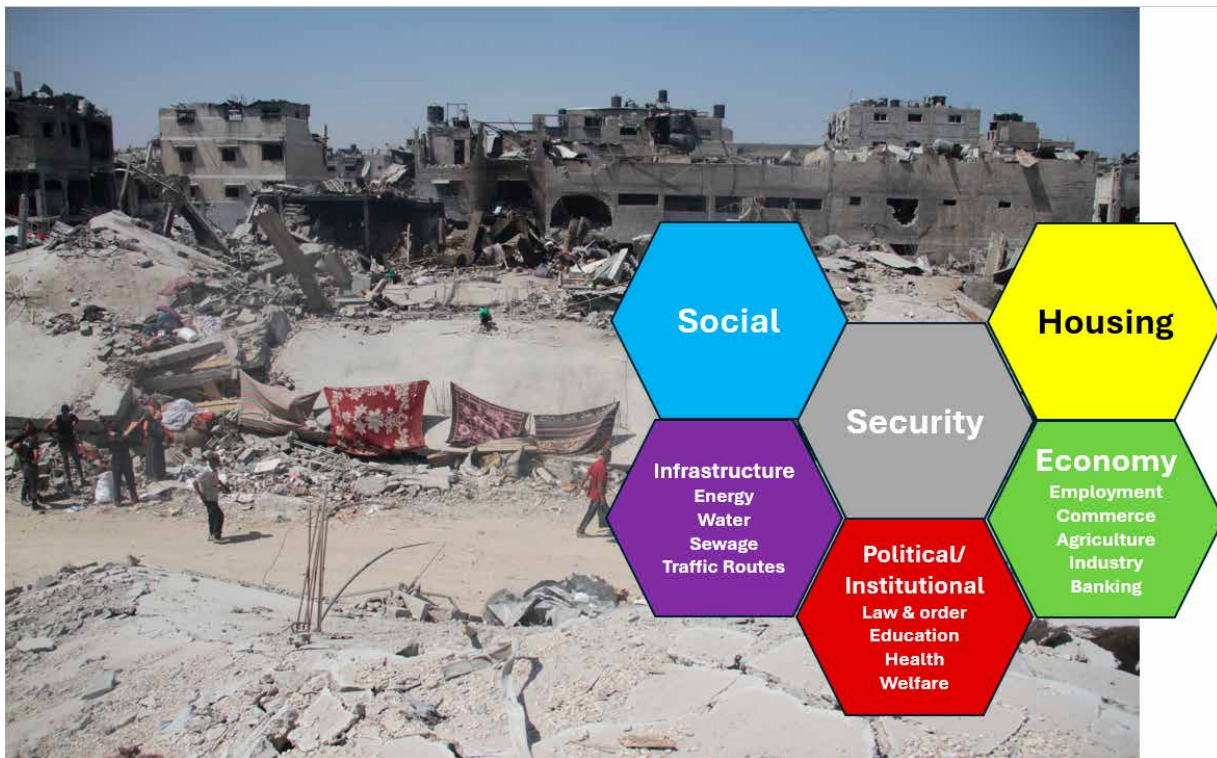 Social
Housing
Security
Infrastructure
Energy
Water
Sewage
Traffic Routes
Economy
Employment
Commerce
Agriculture
Industry
Banking
Political/
Institutional
Law & order
Education
Health
Welfare